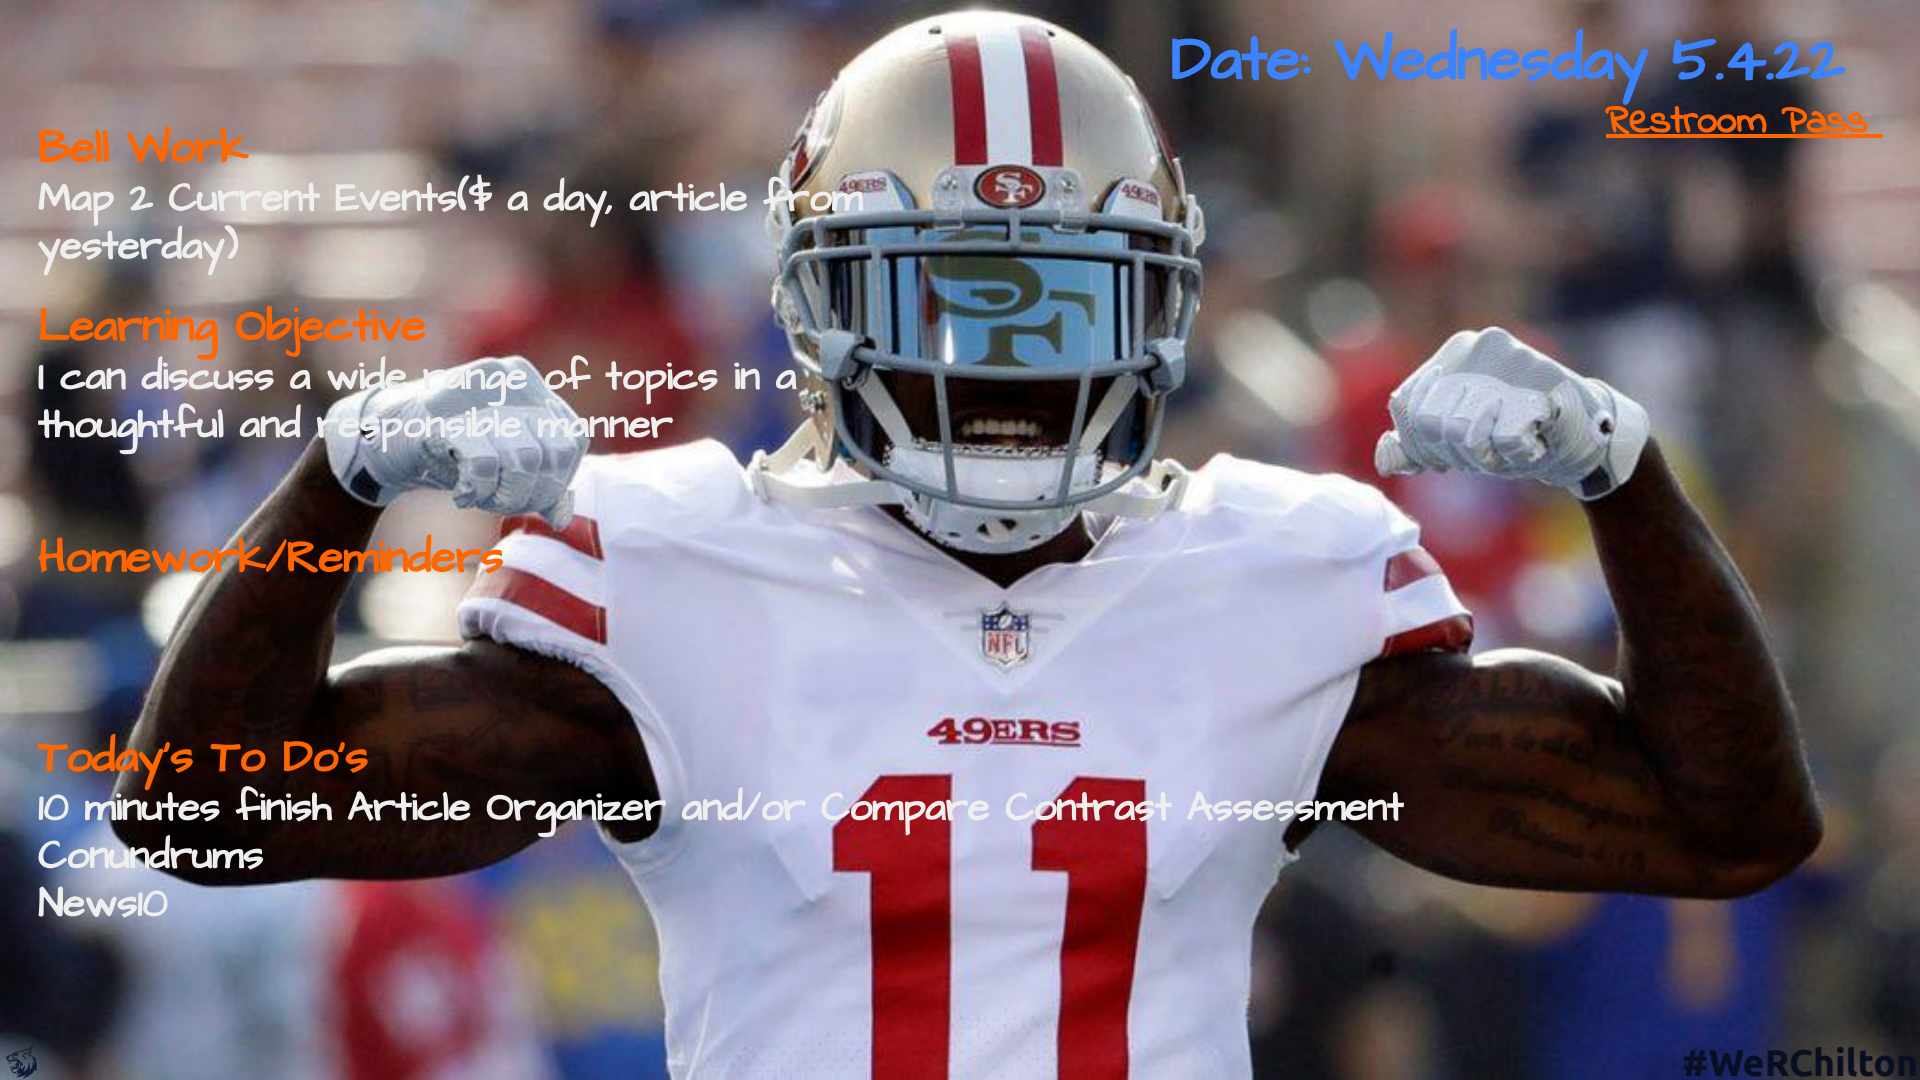 Date: Wednesday 5.4.22
Restroom Pass
Bell Work
Map 2 Current Events($ a day, article from
yesterday)
Learning Objective
I can discuss a wide range of topics in a
thoughtful and responsible manner
Homework/Reminders
Today's To Do's
10 minutes finish Article Organizer and/or Compare Contrast Assessment
Conundrums
News10
49ERS
SF
49ERS
SF
NFL
49ERS
11
#WeRChilton